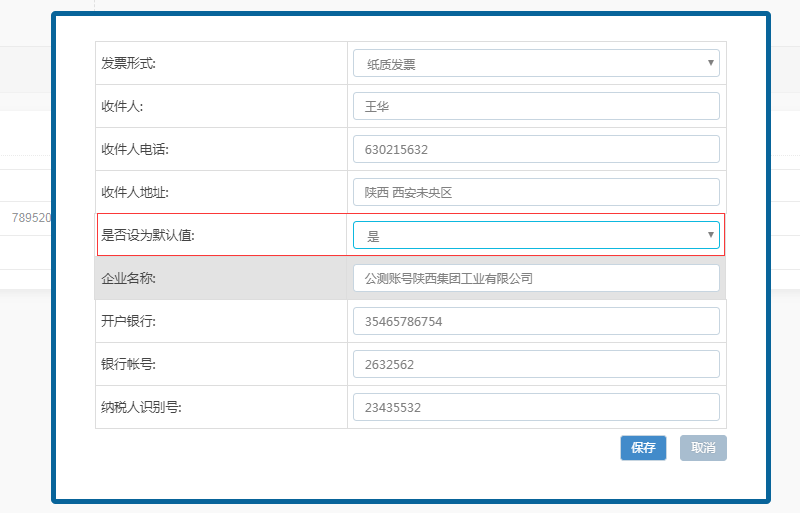 发票形式: 纸质发票
收件人: 王华
收件人电话: 630215632
收件人地址: 陕西 西安未央区
789520
是否设为默认值: 是
企业名称: 公测账号陕西集团工业有限公司
开户银行: 35465786754
银行帐号: 2632562
纳税人识别号: 23435532
保存 取消